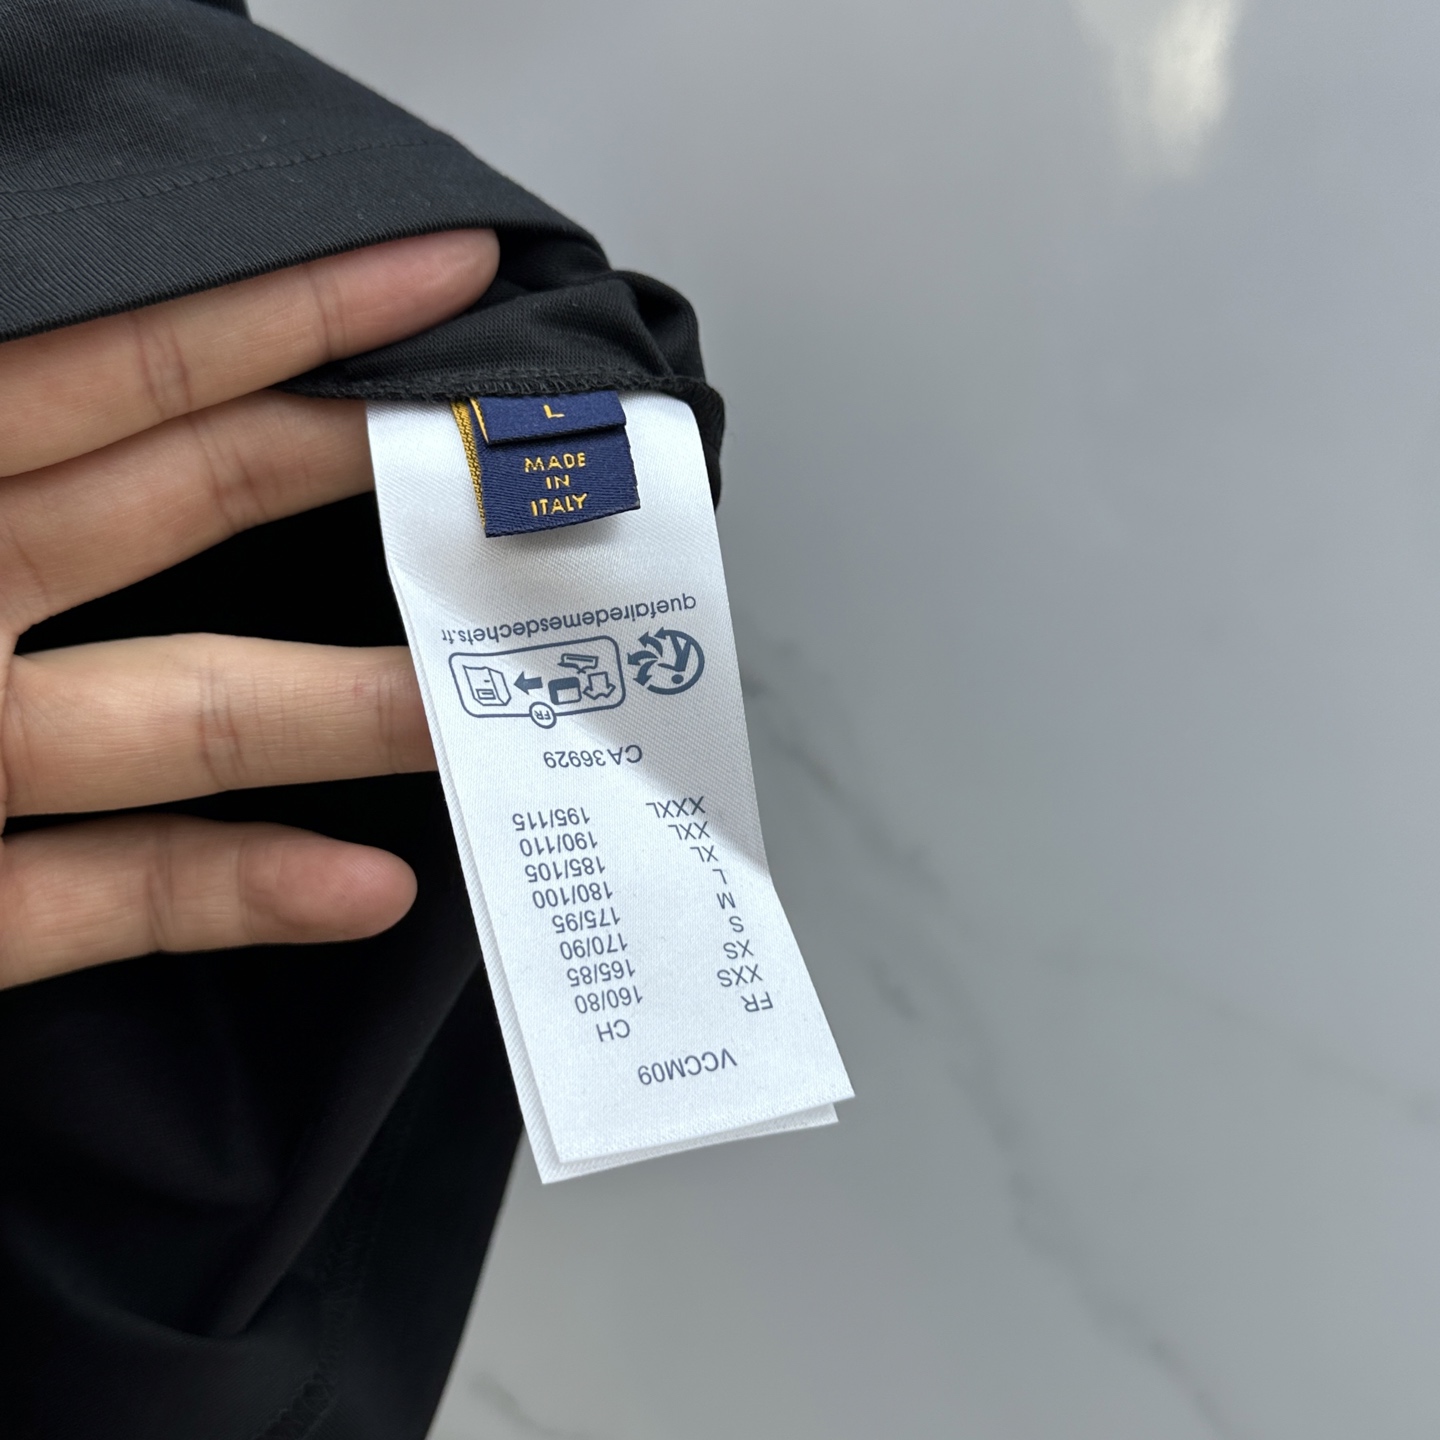 L
MADE
IN
ITALY
VCCM09
FR CH
XXS 160/80
XS 165/85
S 170/90
M 175/95
L 180/100
XL 185/105
XXL 190/110
XXXL 195/115
CA36929
FR
quefairedemesdechets.fr